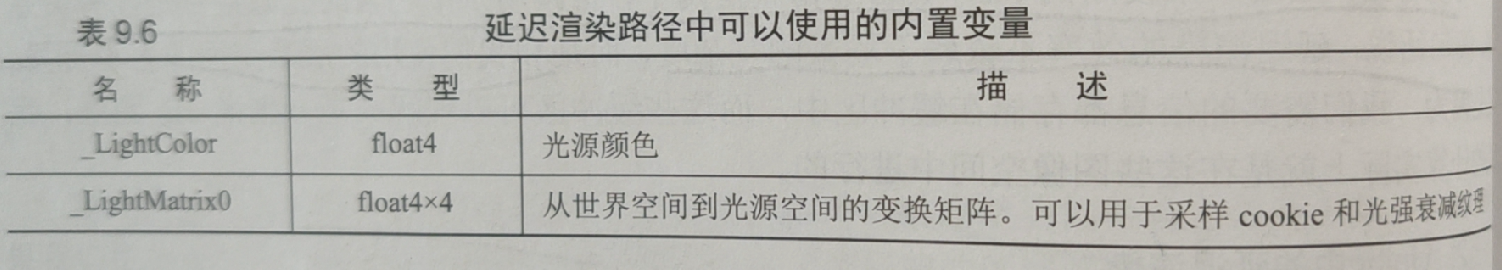 表 9.6 延迟渲染路径中可以使用的内置变量
名 称 类 型 描 述
_LightColor float4 光源颜色
_LightMatrix0 float4×4 从世界空间到光源空间的变换矩阵。可以用于采样 cookie 和光强衰减纹理